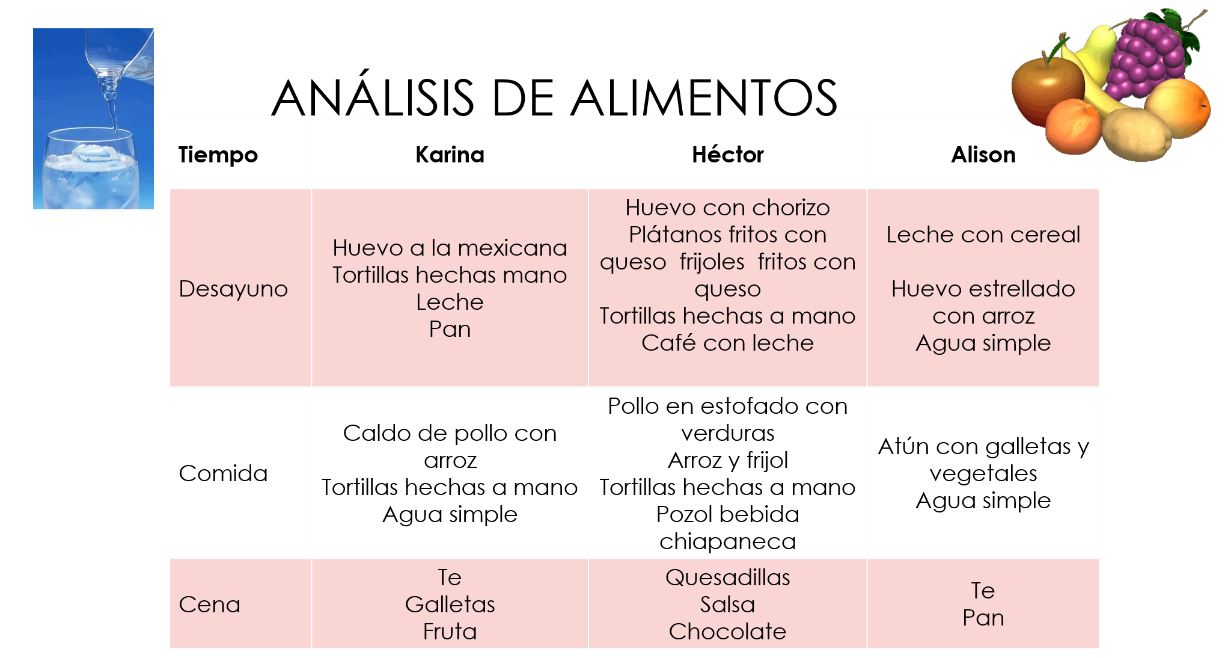 ANÁLISIS DE ALIMENTOS
Tiempo
Karina
Héctor
Alison
Desayuno
Huevo a la mexicana
Tortillas hechas mano
Leche
Pan
Huevo con chorizo
Plátanos fritos con
queso  frijoles  fritos con
queso
Tortillas hechas a mano
Café con leche
Leche con cereal
Huevo estrellado
con arroz
Agua simple
Comida
Caldo de pollo con
arroz
Tortillas hechas a mano
Agua simple
Pollo en estofado con
verduras
Arroz y frijol
Tortillas hechas a mano
Pozol bebida
chiapaneca
Atún con galletas y
vegetales
Agua simple
Cena
Te
Galletas
Fruta
Quesadillas
Salsa
Chocolate
Te
Pan